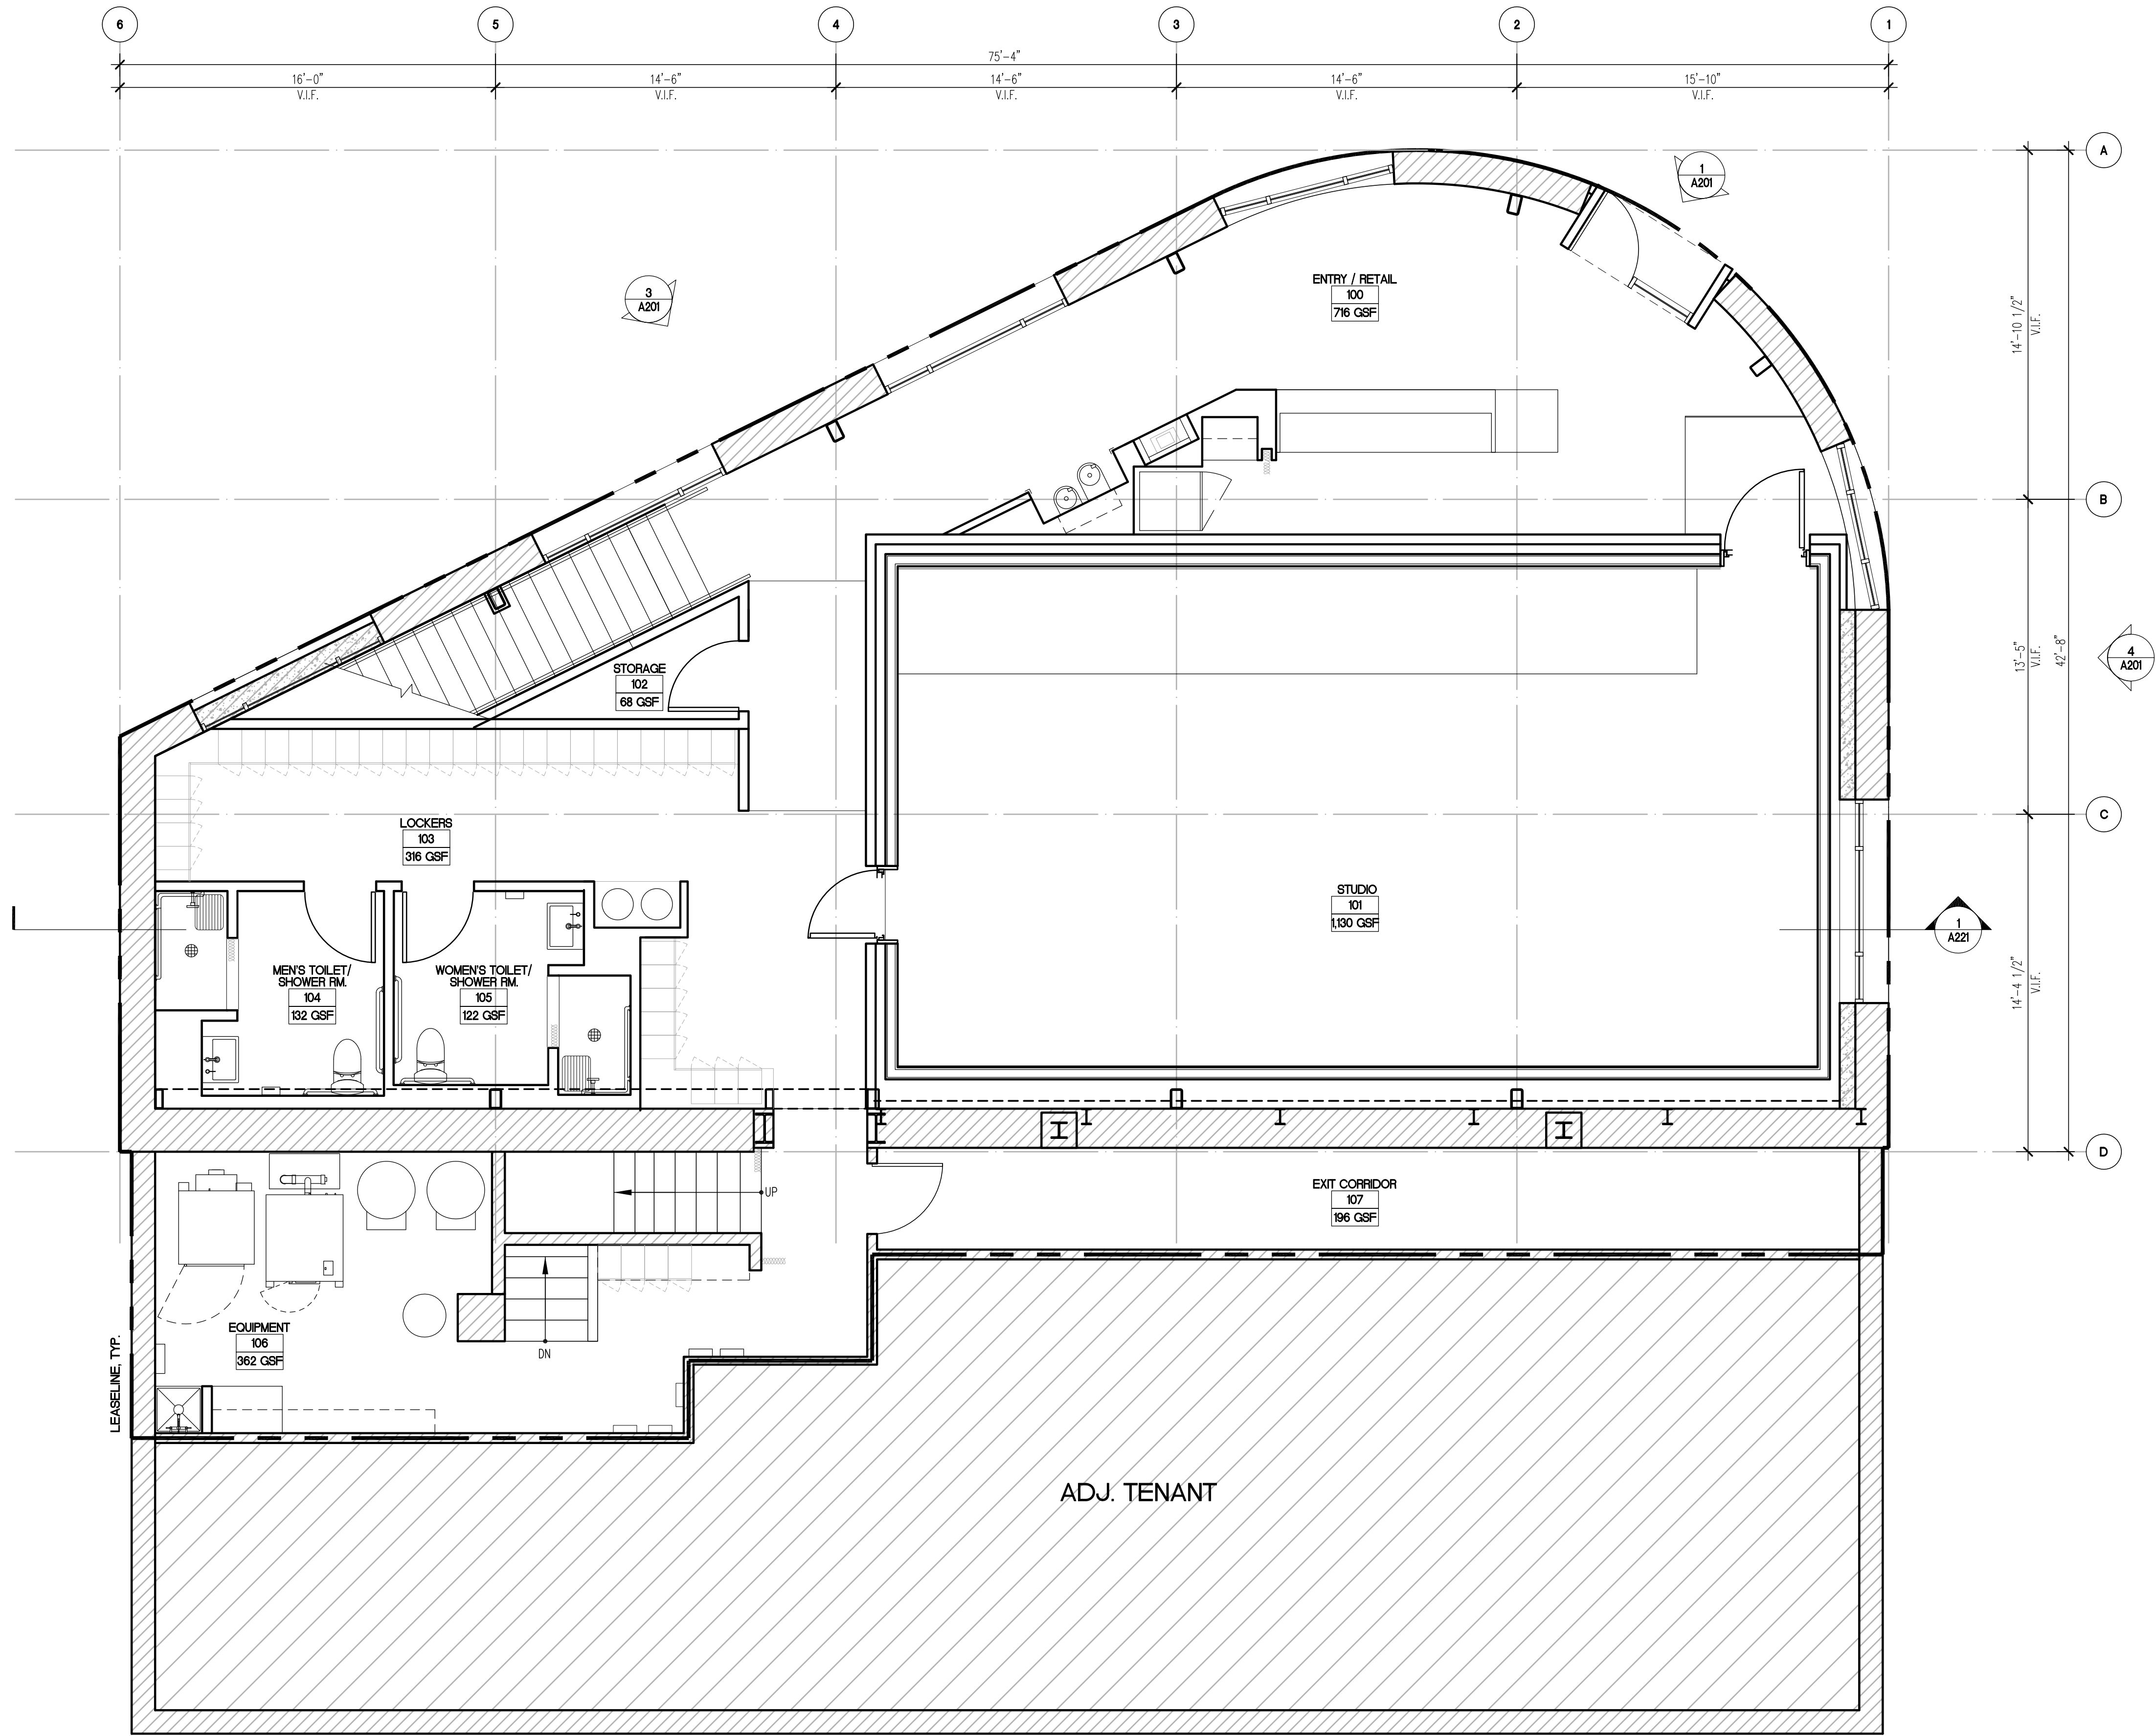 6
5
4
3
2
1
75'-4"
16'-0"
V.I.F.
14'-6"
V.I.F.
14'-6"
V.I.F.
14'-6"
V.I.F.
15'-10"
V.I.F.
A
1
A201
ENTRY / RETAIL
100
716 GSF
3
A201
14'-10 1/2"
V.I.F.
B
STORAGE
102
68 GSF
13'-5"
V.I.F.
42'-8"
4
A201
C
LOCKERS
103
316 GSF
STUDIO
101
1,130 GSF
1
A221
MEN'S TOILET/
SHOWER RM.
104
132 GSF
WOMEN'S TOILET/
SHOWER RM.
105
122 GSF
14'-4 1/2"
V.I.F.
D
UP
EXIT CORRIDOR
107
196 GSF
EQUIPMENT
106
362 GSF
DN
LEASELINE, TYP.
ADJ. TENANT